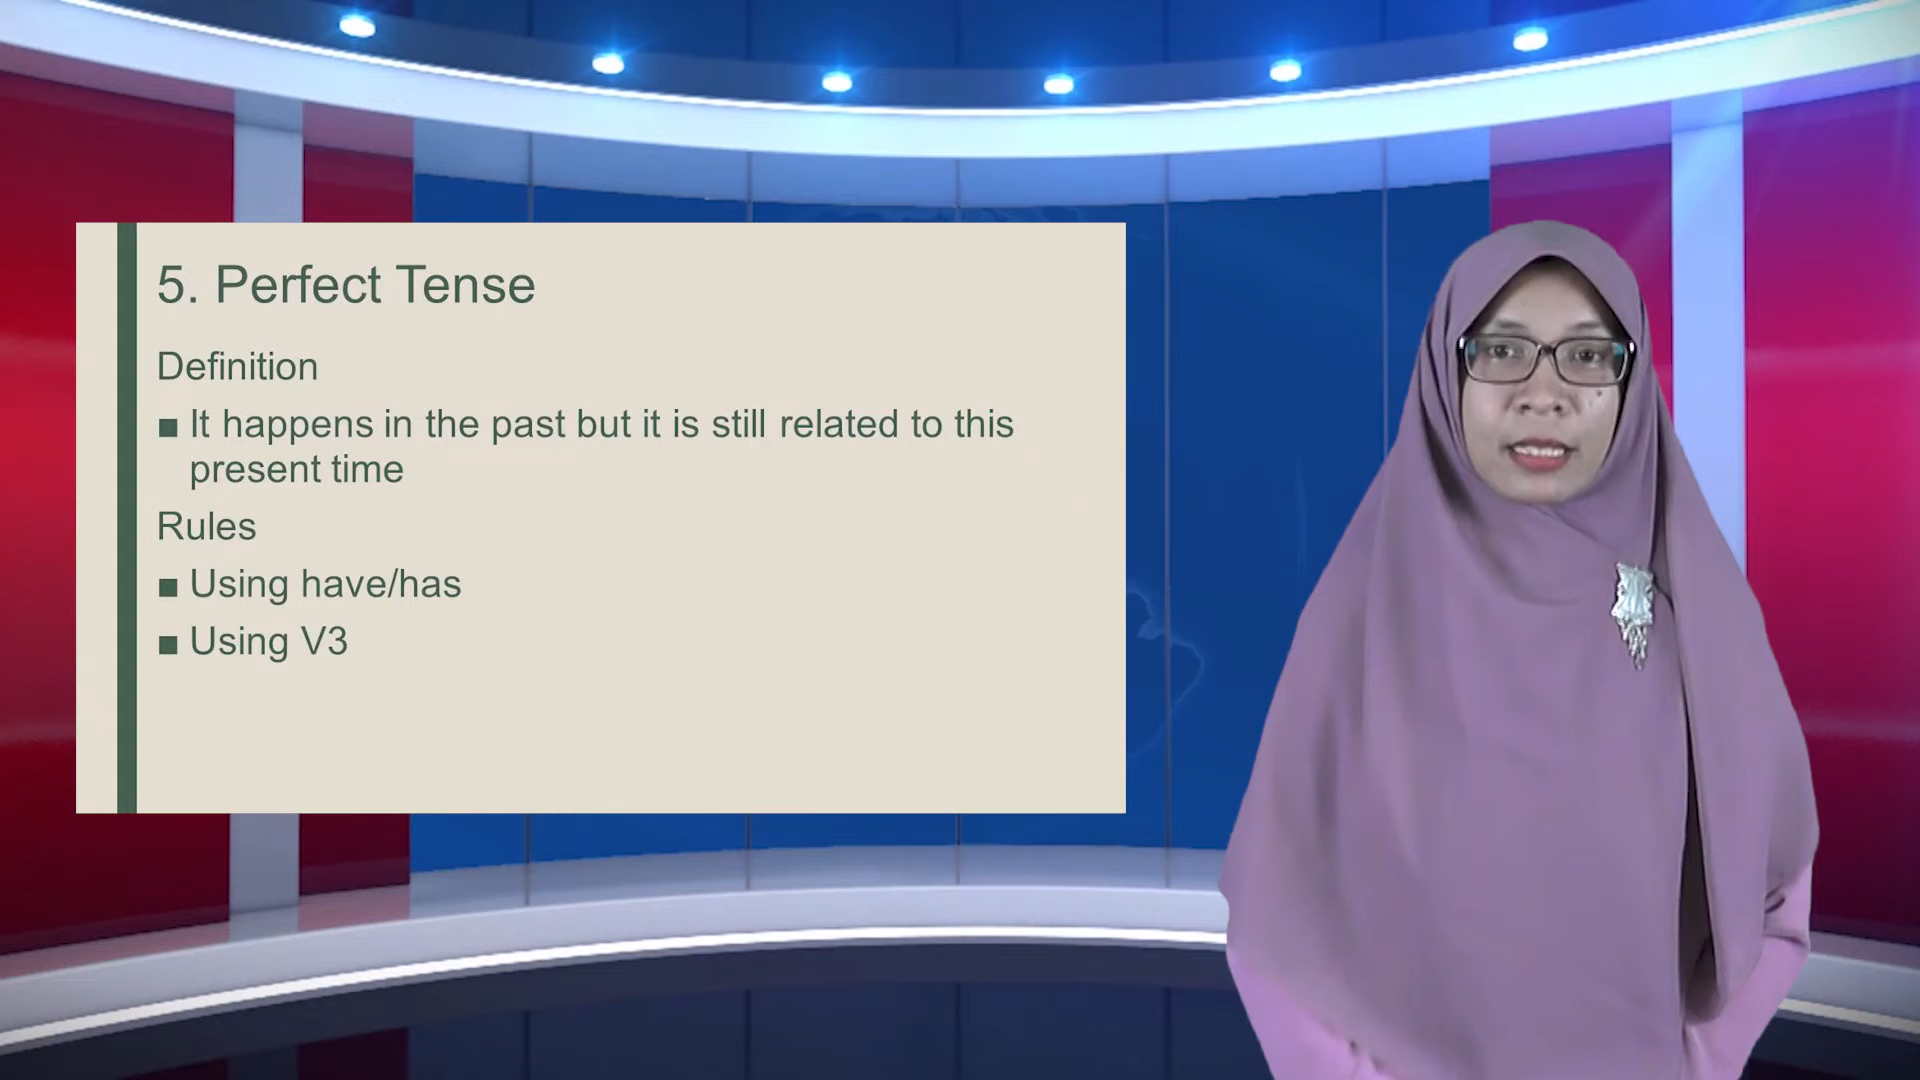 5. Perfect Tense
Definition
■ It happens in the past but it is still related to this
present time
Rules
■ Using have/has
■ Using V3